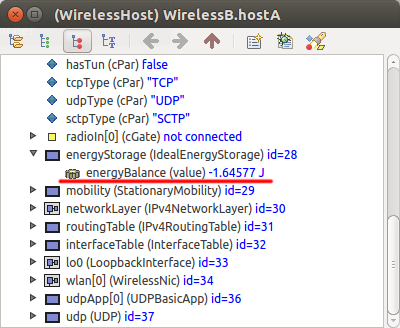 (WirelessHost) WirelessB.hostA
hasTun (cPar) false
tcpType (cPar) "TCP"
udpType (cPar) "UDP"
sctpType (cPar) "SCTP"
radioIn[0] (cGate) not connected
energyStorage (IdealEnergyStorage) id=28
energyBalance (value) -1.64577 J
mobility (StationaryMobility) id=29
networkLayer (IPv4NetworkLayer) id=30
routingTable (IPv4RoutingTable) id=31
interfaceTable (InterfaceTable) id=32
lo0 (LoopbackInterface) id=33
wlan[0] (WirelessNic) id=34
udpApp[0] (UDPBasicApp) id=36
udp (UDP) id=37